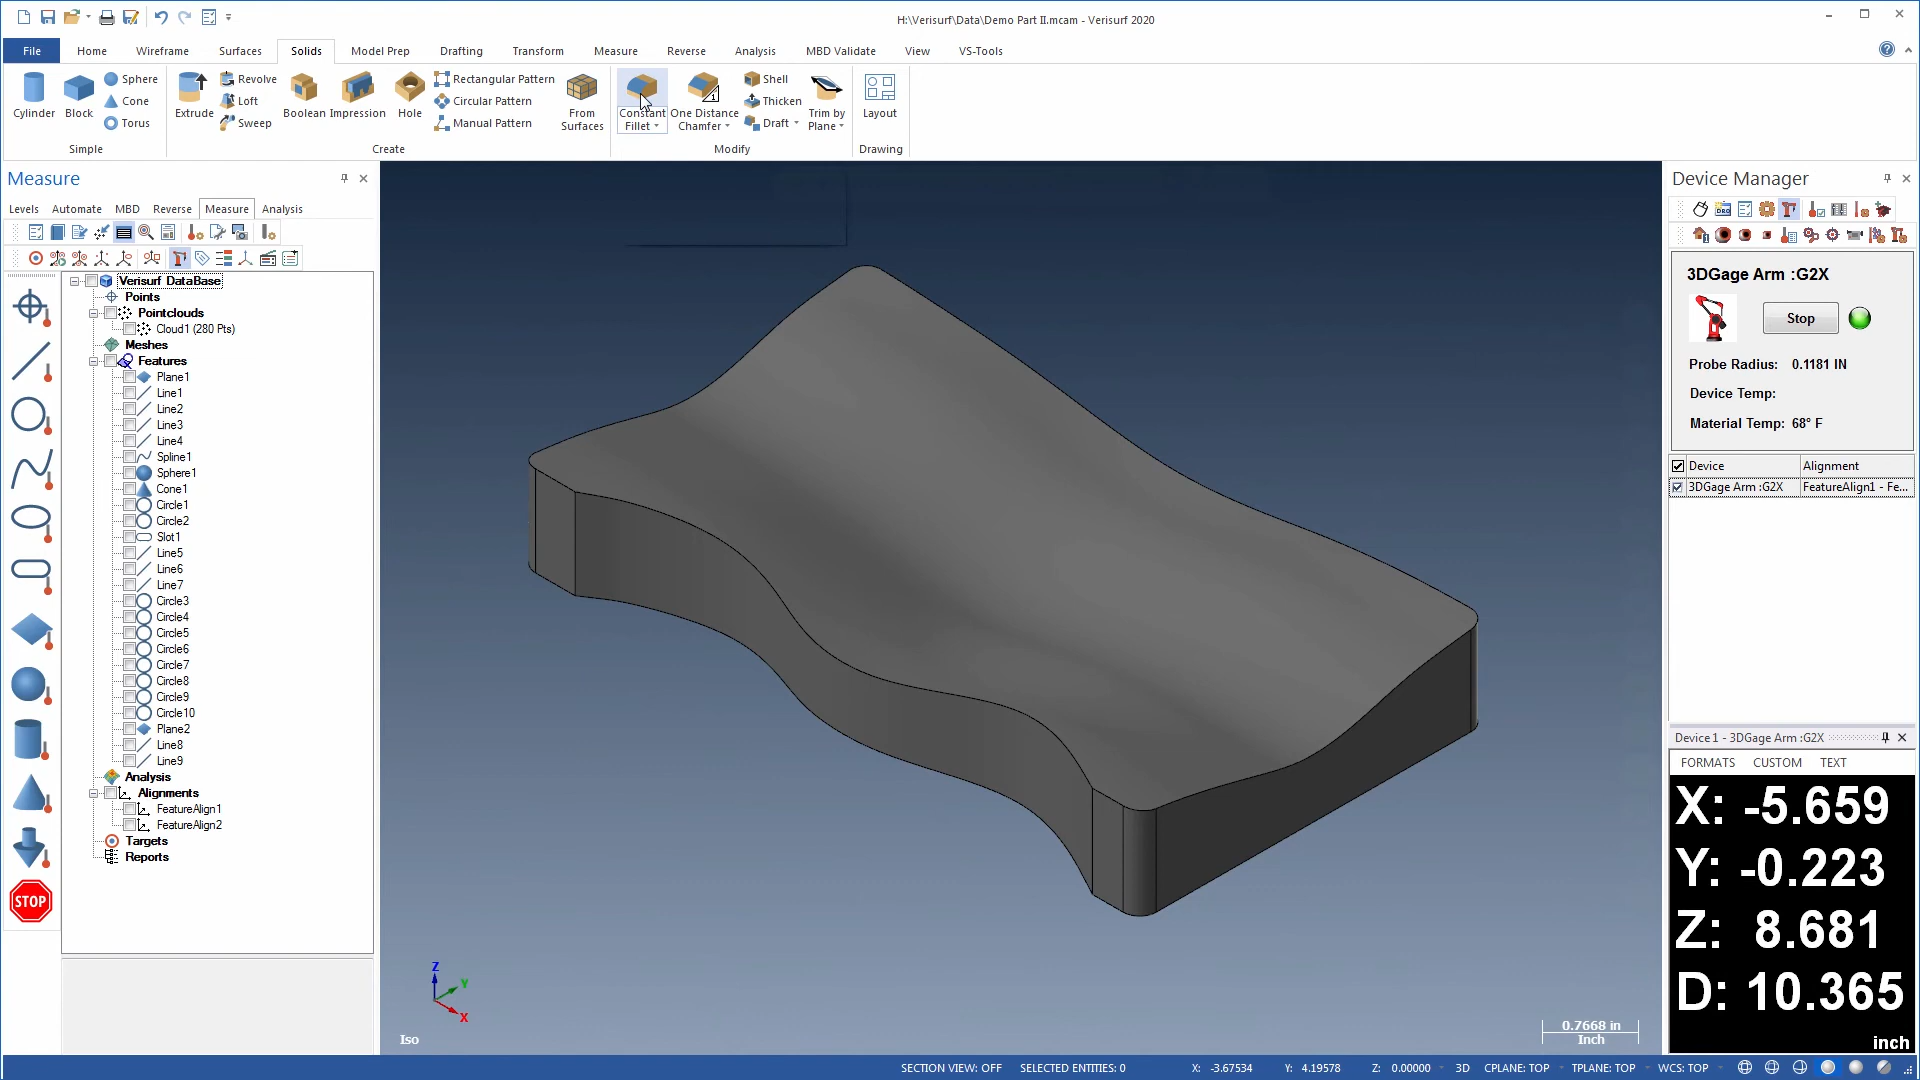 H:\Verisurf\Data\Demo Part II.mcam - Verisurf 2020
File Home Wireframe Surfaces Solids Model Prep Drafting Transform Measure Reverse Analysis MBD Validate View VS-Tools
Cylinder Block Sphere Cone Torus
Simple
Extrude Revolve Loft Sweep Boolean Impression Hole Rectangular Pattern Circular Pattern Manual Pattern From Surfaces
Create
Constant Fillet One Distance Chamfer 1 Shell Thicken Draft Trim by Plane
Modify
Layout
Drawing
Measure
Levels Automate MBD Reverse Measure Analysis
Verisurf DataBase
Points
Pointclouds
Cloud1 (280 Pts)
Meshes
Features
Plane1
Line1
Line2
Line3
Line4
Spline1
Sphere1
Cone1
Circle1
Circle2
Slot1
Line5
Line6
Line7
Circle3
Circle4
Circle5
Circle6
Circle7
Circle8
Circle9
Circle10
Plane2
Line8
Line9
Analysis
Alignments
FeatureAlign1
FeatureAlign2
Targets
Reports
STOP
Z
Y
X
Iso
0.7668 in
Inch
Device Manager
DRO
3DGage Arm :G2X
Stop
Probe Radius: 0.1181 IN
Device Temp:
Material Temp: 68° F
Device Alignment
3DGage Arm :G2X FeatureAlign1 - Fe...
Device 1 - 3DGage Arm :G2X
FORMATS CUSTOM TEXT
X: -5.659
Y: -0.223
Z: 8.681
D: 10.365
inch
SECTION VIEW: OFF SELECTED ENTITIES: 0 X: -3.67534 Y: 4.19578 Z: 0.00000 3D CPLANE: TOP TPLANE: TOP WCS: TOP